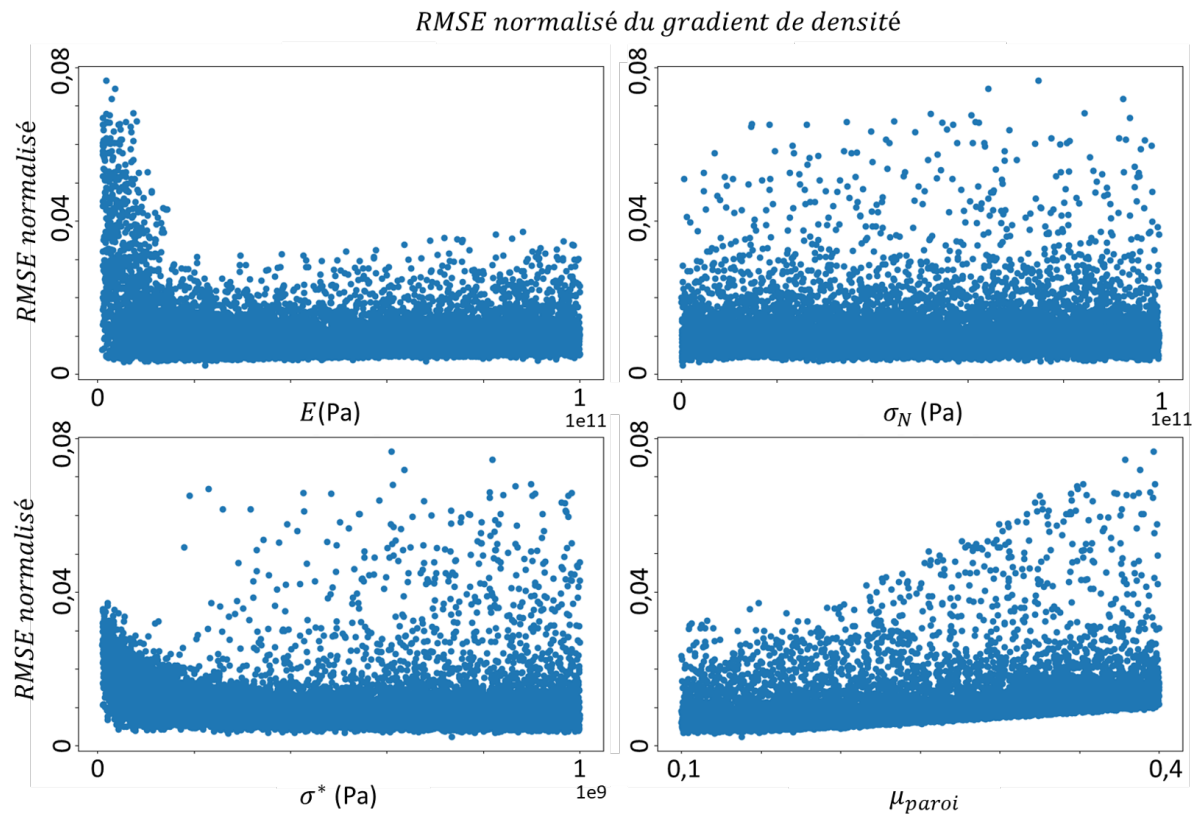 RMSE normalisé du gradient de densité
RMSE normalisé
0,08
0,04
0
0
E(Pa)
1
1e11
0,08
0,04
0
0
σ_N (Pa)
1
1e11
RMSE normalisé
0,08
0,04
0
0
σ* (Pa)
1
1e9
0,08
0,04
0
0,1
μ_paroi
0,4